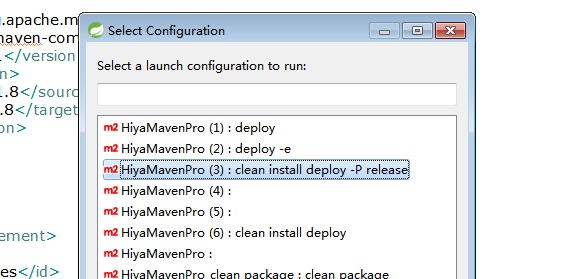 g.apache.m
maven-com
</version
n>
1.8</sourc
.8</target
on>
ement>
es</id>
Select Configuration
Select a launch configuration to run:
m2 HiyaMavenPro (1) : deploy
m2 HiyaMavenPro (2) : deploy -e
m2 HiyaMavenPro (3) : clean install deploy -P release
m2 HiyaMavenPro (4) :
m2 HiyaMavenPro (5) :
m2 HiyaMavenPro (6) : clean install deploy
m2 HiyaMavenPro :
m2 HiyaMavenPro clean package : clean package